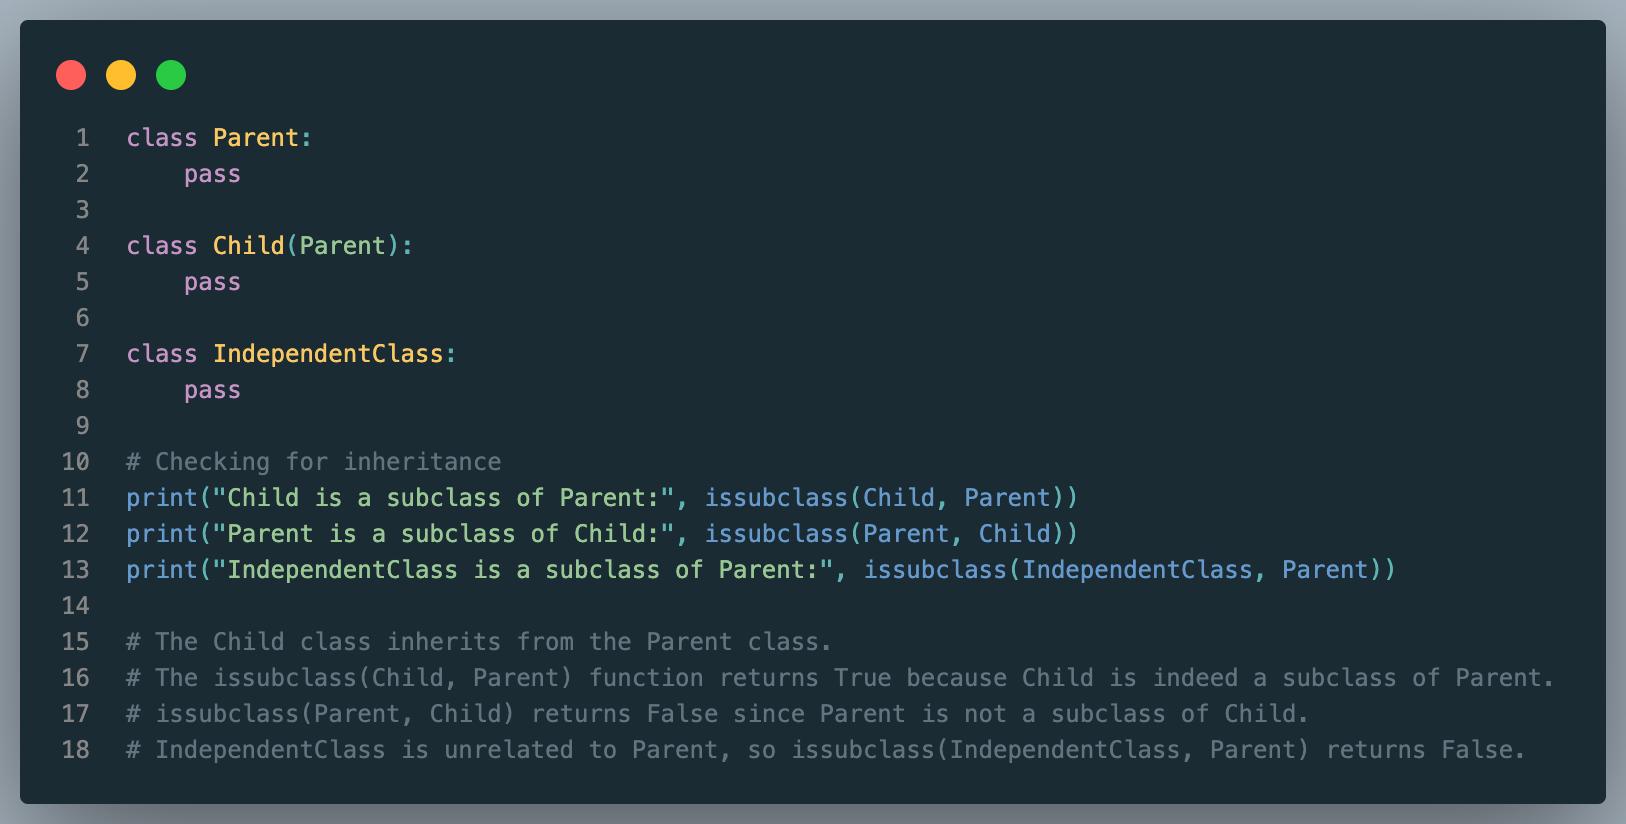 1 class Parent:
2     pass
3
4 class Child(Parent):
5     pass
6
7 class IndependentClass:
8     pass
9
10 # Checking for inheritance
11 print("Child is a subclass of Parent:", issubclass(Child, Parent))
12 print("Parent is a subclass of Child:", issubclass(Parent, Child))
13 print("IndependentClass is a subclass of Parent:", issubclass(IndependentClass, Parent))
14
15 # The Child class inherits from the Parent class.
16 # The issubclass(Child, Parent) function returns True because Child is indeed a subclass of Parent.
17 # issubclass(Parent, Child) returns False since Parent is not a subclass of Child.
18 # IndependentClass is unrelated to Parent, so issubclass(IndependentClass, Parent) returns False.